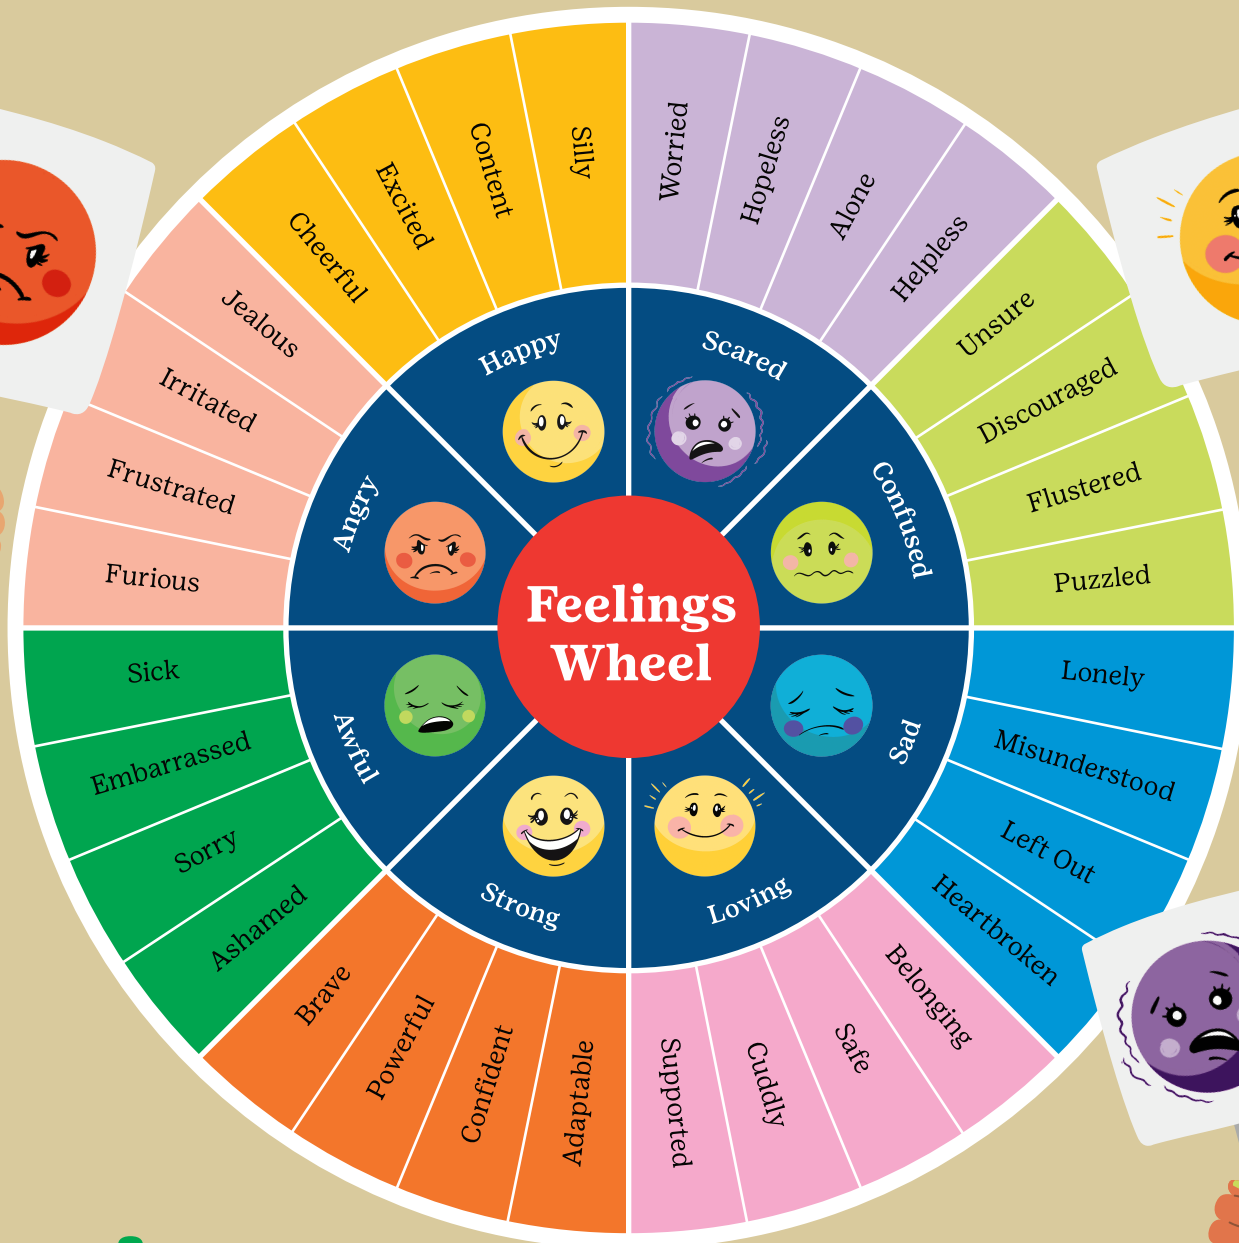 Feelings
Wheel
Happy
Scared
Confused
Sad
Loving
Strong
Awful
Angry
Cheerful
Excited
Content
Silly
Worried
Hopeless
Alone
Helpless
Unsure
Discouraged
Flustered
Puzzled
Lonely
Misunderstood
Left Out
Heartbroken
Belonging
Safe
Cuddly
Supported
Adaptable
Confident
Powerful
Brave
Ashamed
Sorry
Embarrassed
Sick
Furious
Frustrated
Irritated
Jealous